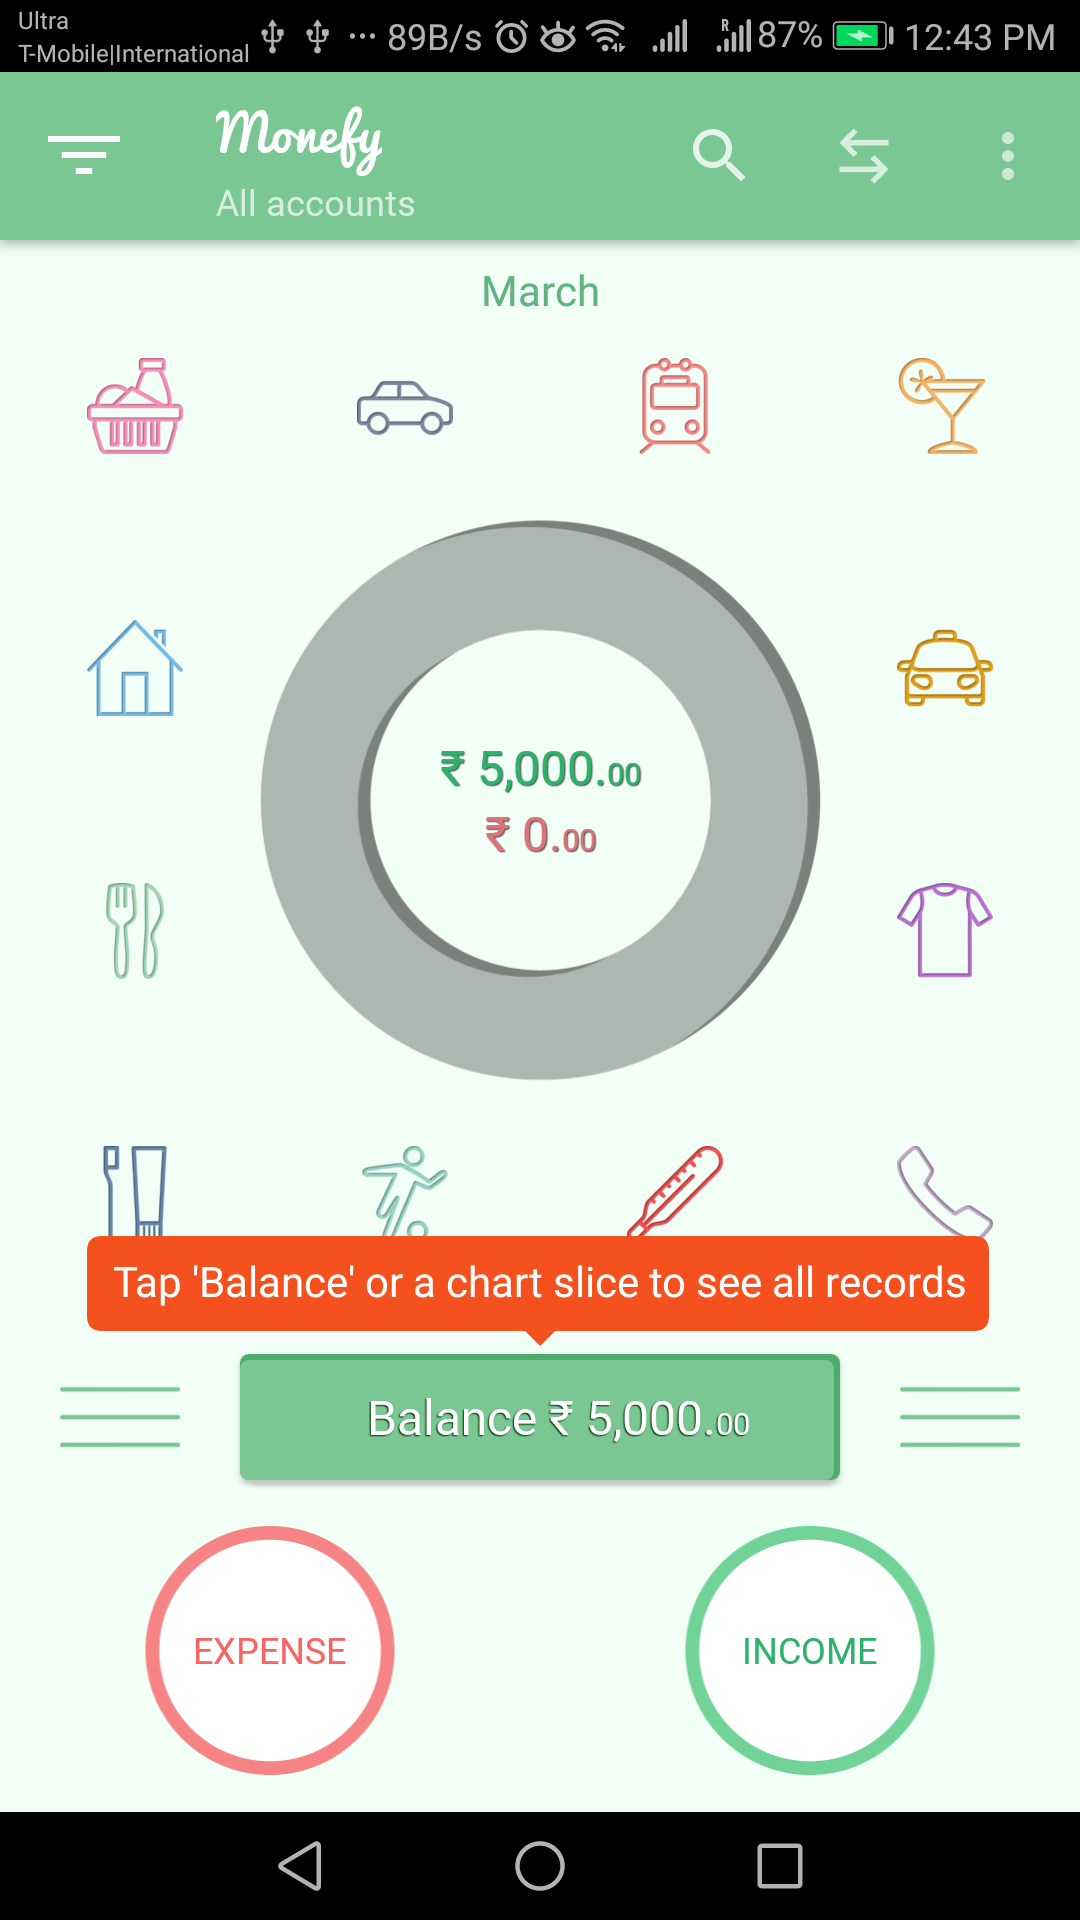 Ultra
T-Mobile|International
89B/s
R
87%
12:43 PM
Monefy
All accounts
March
₹ 5,000.00
₹ 0.00
Tap 'Balance' or a chart slice to see all records
Balance ₹ 5,000.00
EXPENSE
INCOME